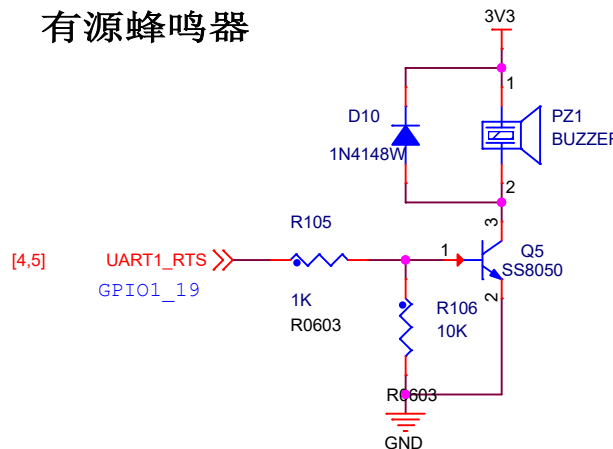 有源蜂鸣器
3V3
1
D10
PZ1
1N4148W
BUZZER
2
R105
3
[4,5]
UART1_RTS
1
Q5
SS8050
GPIO1_19
1K
R106
2
R0603
10K
R0603
GND